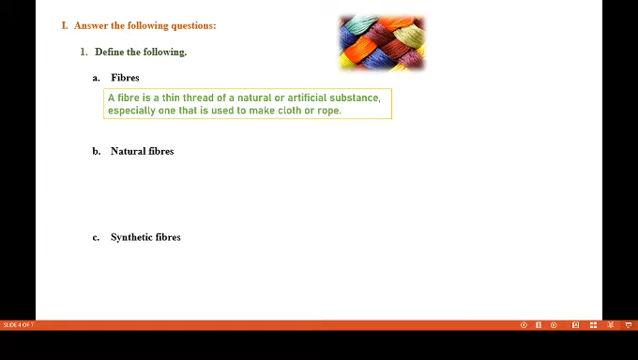 I. Answer the following questions:
1. Define the following.
a. Fibres
A fibre is a thin thread of a natural or artificial substance,
especially one that is used to make cloth or rope.
b. Natural fibres
c. Synthetic fibres
SLIDE 4 OF 7